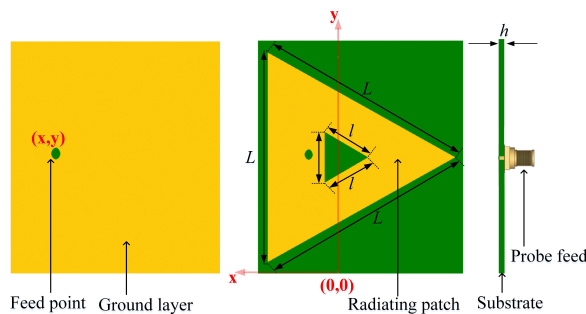 y
h
(x,y)
L
l
L
l
L
x
(0,0)
Probe feed
Feed point
Ground layer
Radiating patch
Substrate